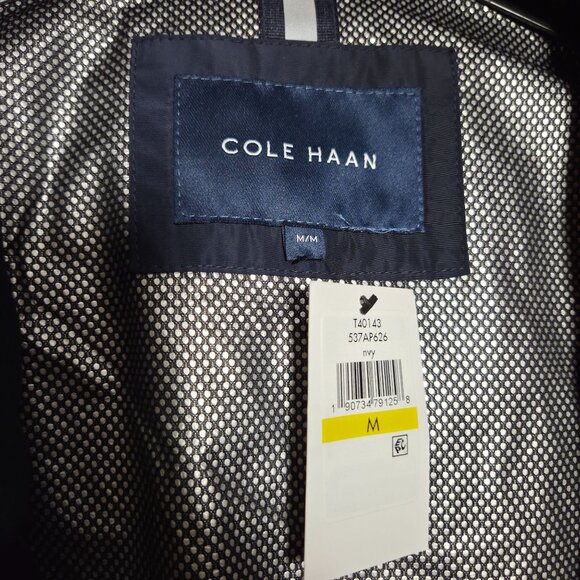 COLE HAAN
M/M
T40143
537AP626
nvy
1 90734 79125 8
M